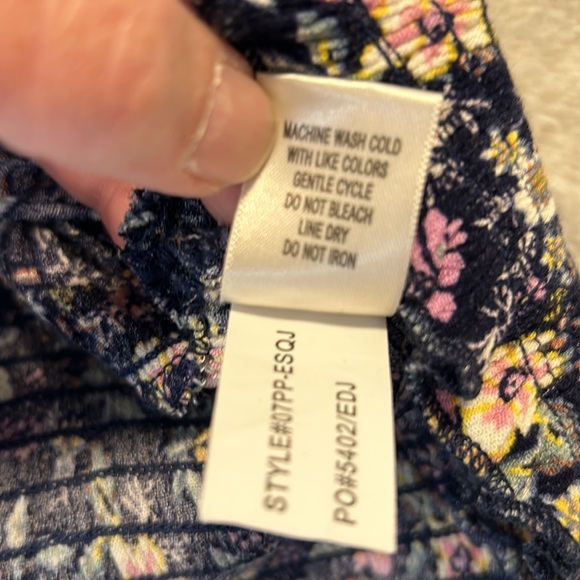 MACHINE WASH COLD
WITH LIKE COLORS
GENTLE CYCLE
DO NOT BLEACH
LINE DRY
DO NOT IRON
STYLE#07PP-ESQJ
PO#5402/EDJ